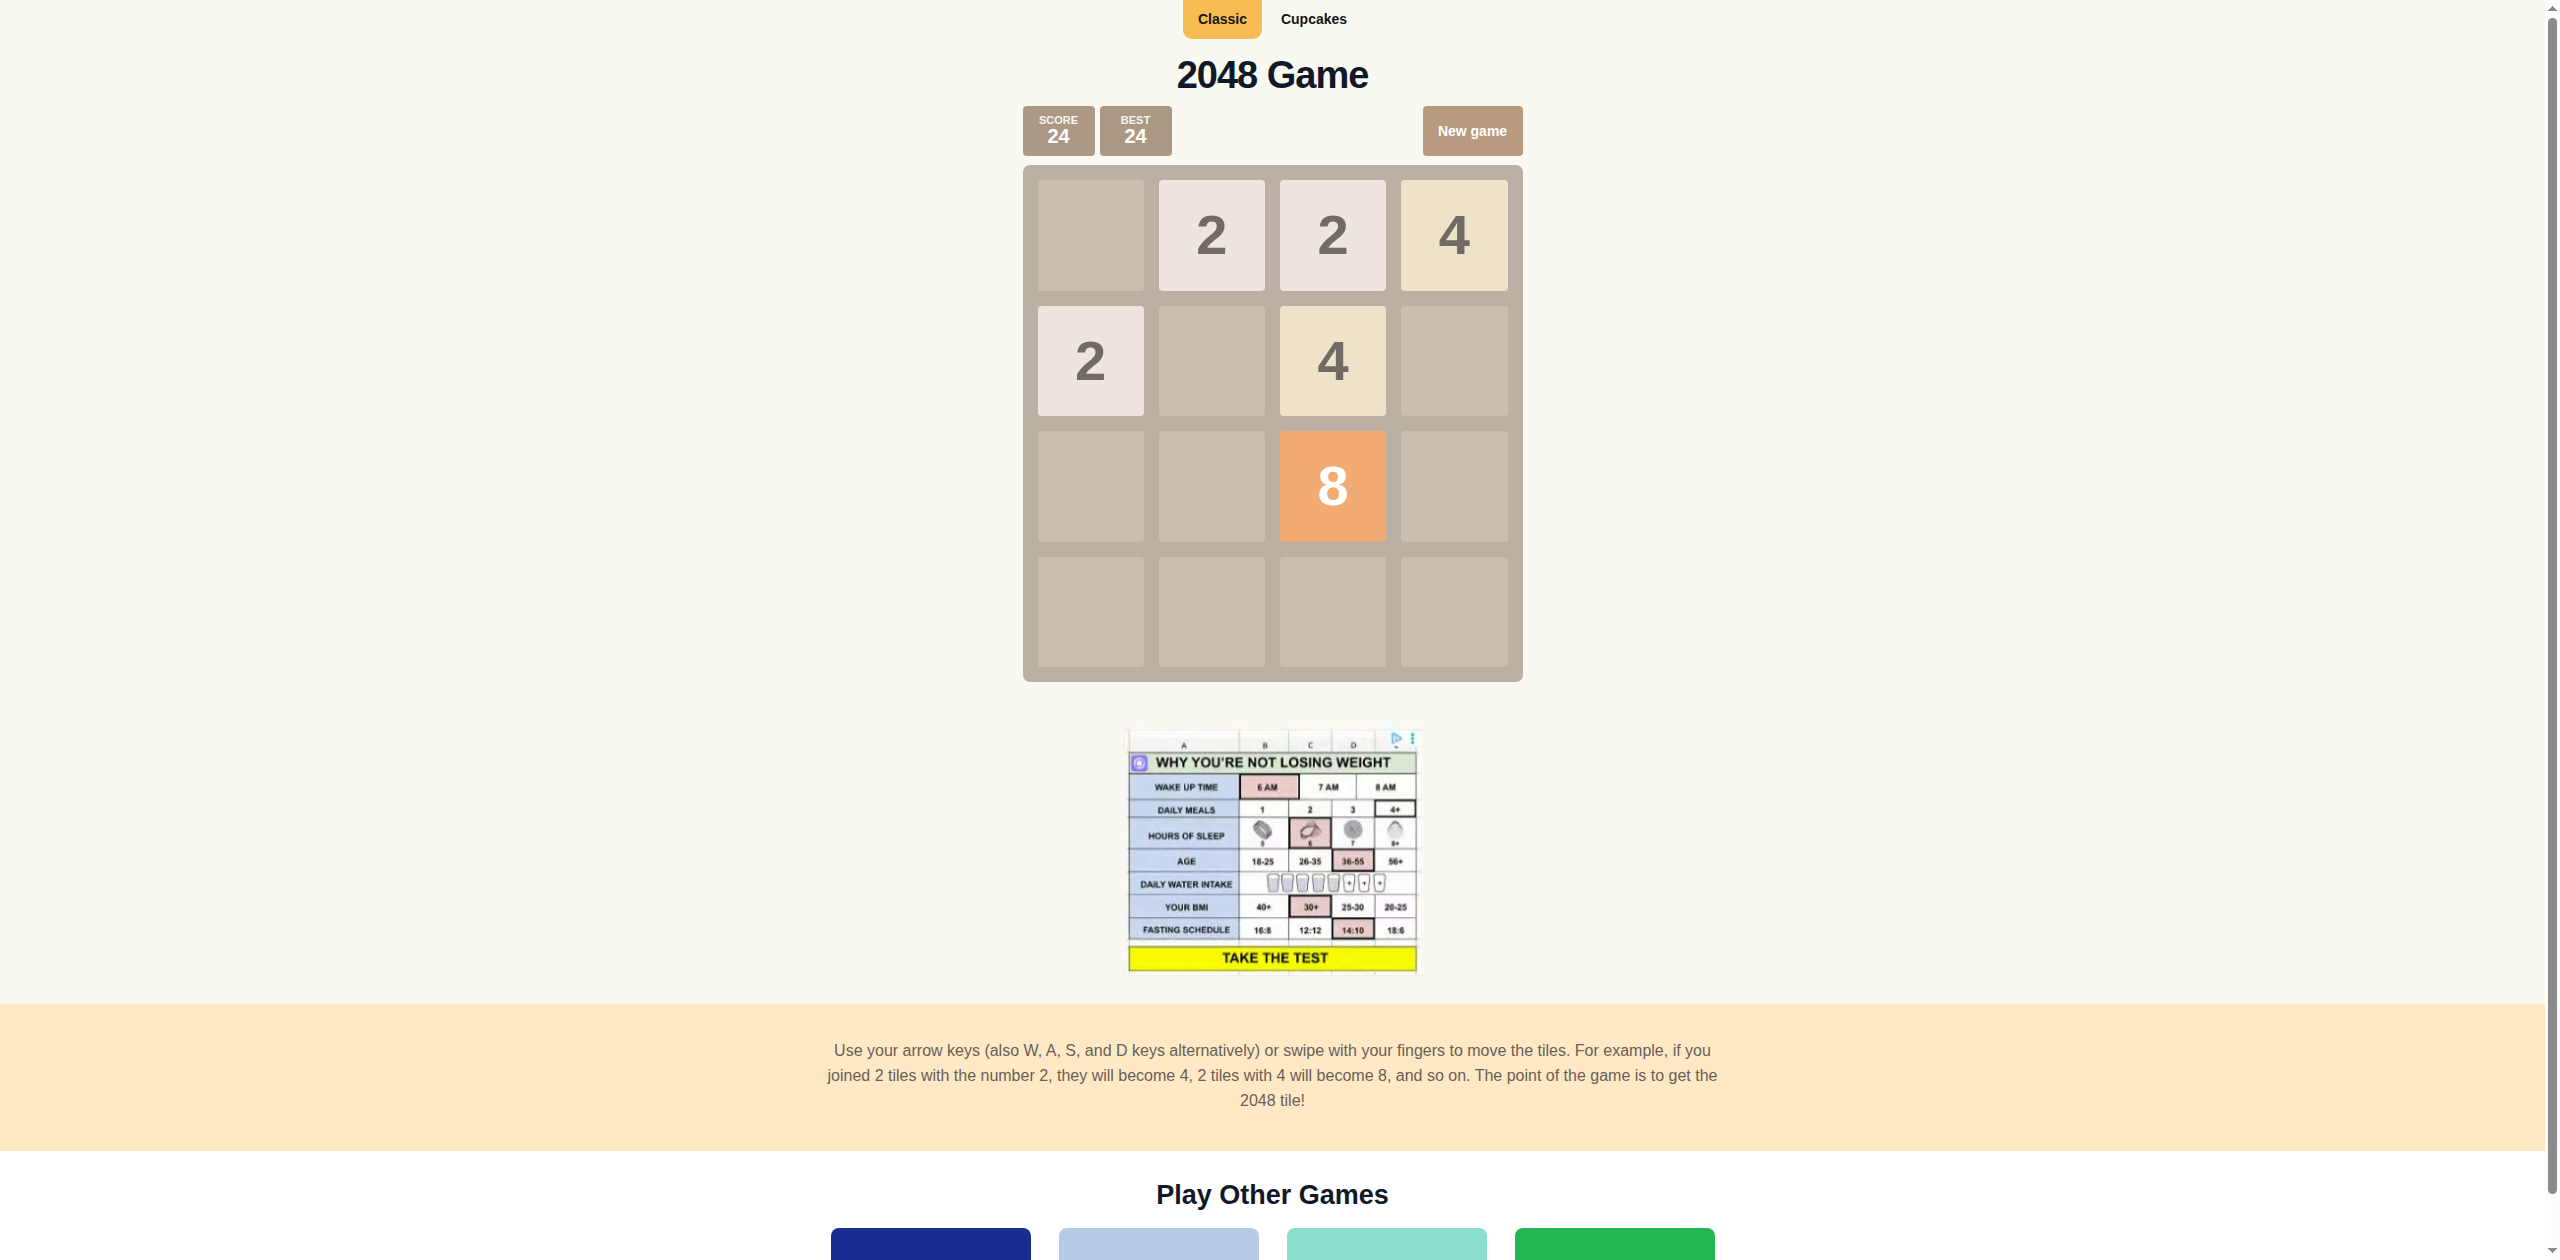 Classic Cupcakes
2048 Game
SCORE BEST
24 24
New game
2 2 4
2 4
8
A B C D
WHY YOU'RE NOT LOSING WEIGHT
WAKE UP TIME 6 AM 7 AM 8 AM
DAILY MEALS 1 2 3 4+
HOURS OF SLEEP 5 6 7 8+
AGE 18-25 26-35 36-55 56+
DAILY WATER INTAKE
YOUR BMI 40+ 30+ 25-30 20-25
FASTING SCHEDULE 16:8 12:12 14:10 18:6
TAKE THE TEST
Use your arrow keys (also W, A, S, and D keys alternatively) or swipe with your fingers to move the tiles. For example, if you
joined 2 tiles with the number 2, they will become 4, 2 tiles with 4 will become 8, and so on. The point of the game is to get the
2048 tile!
Play Other Games